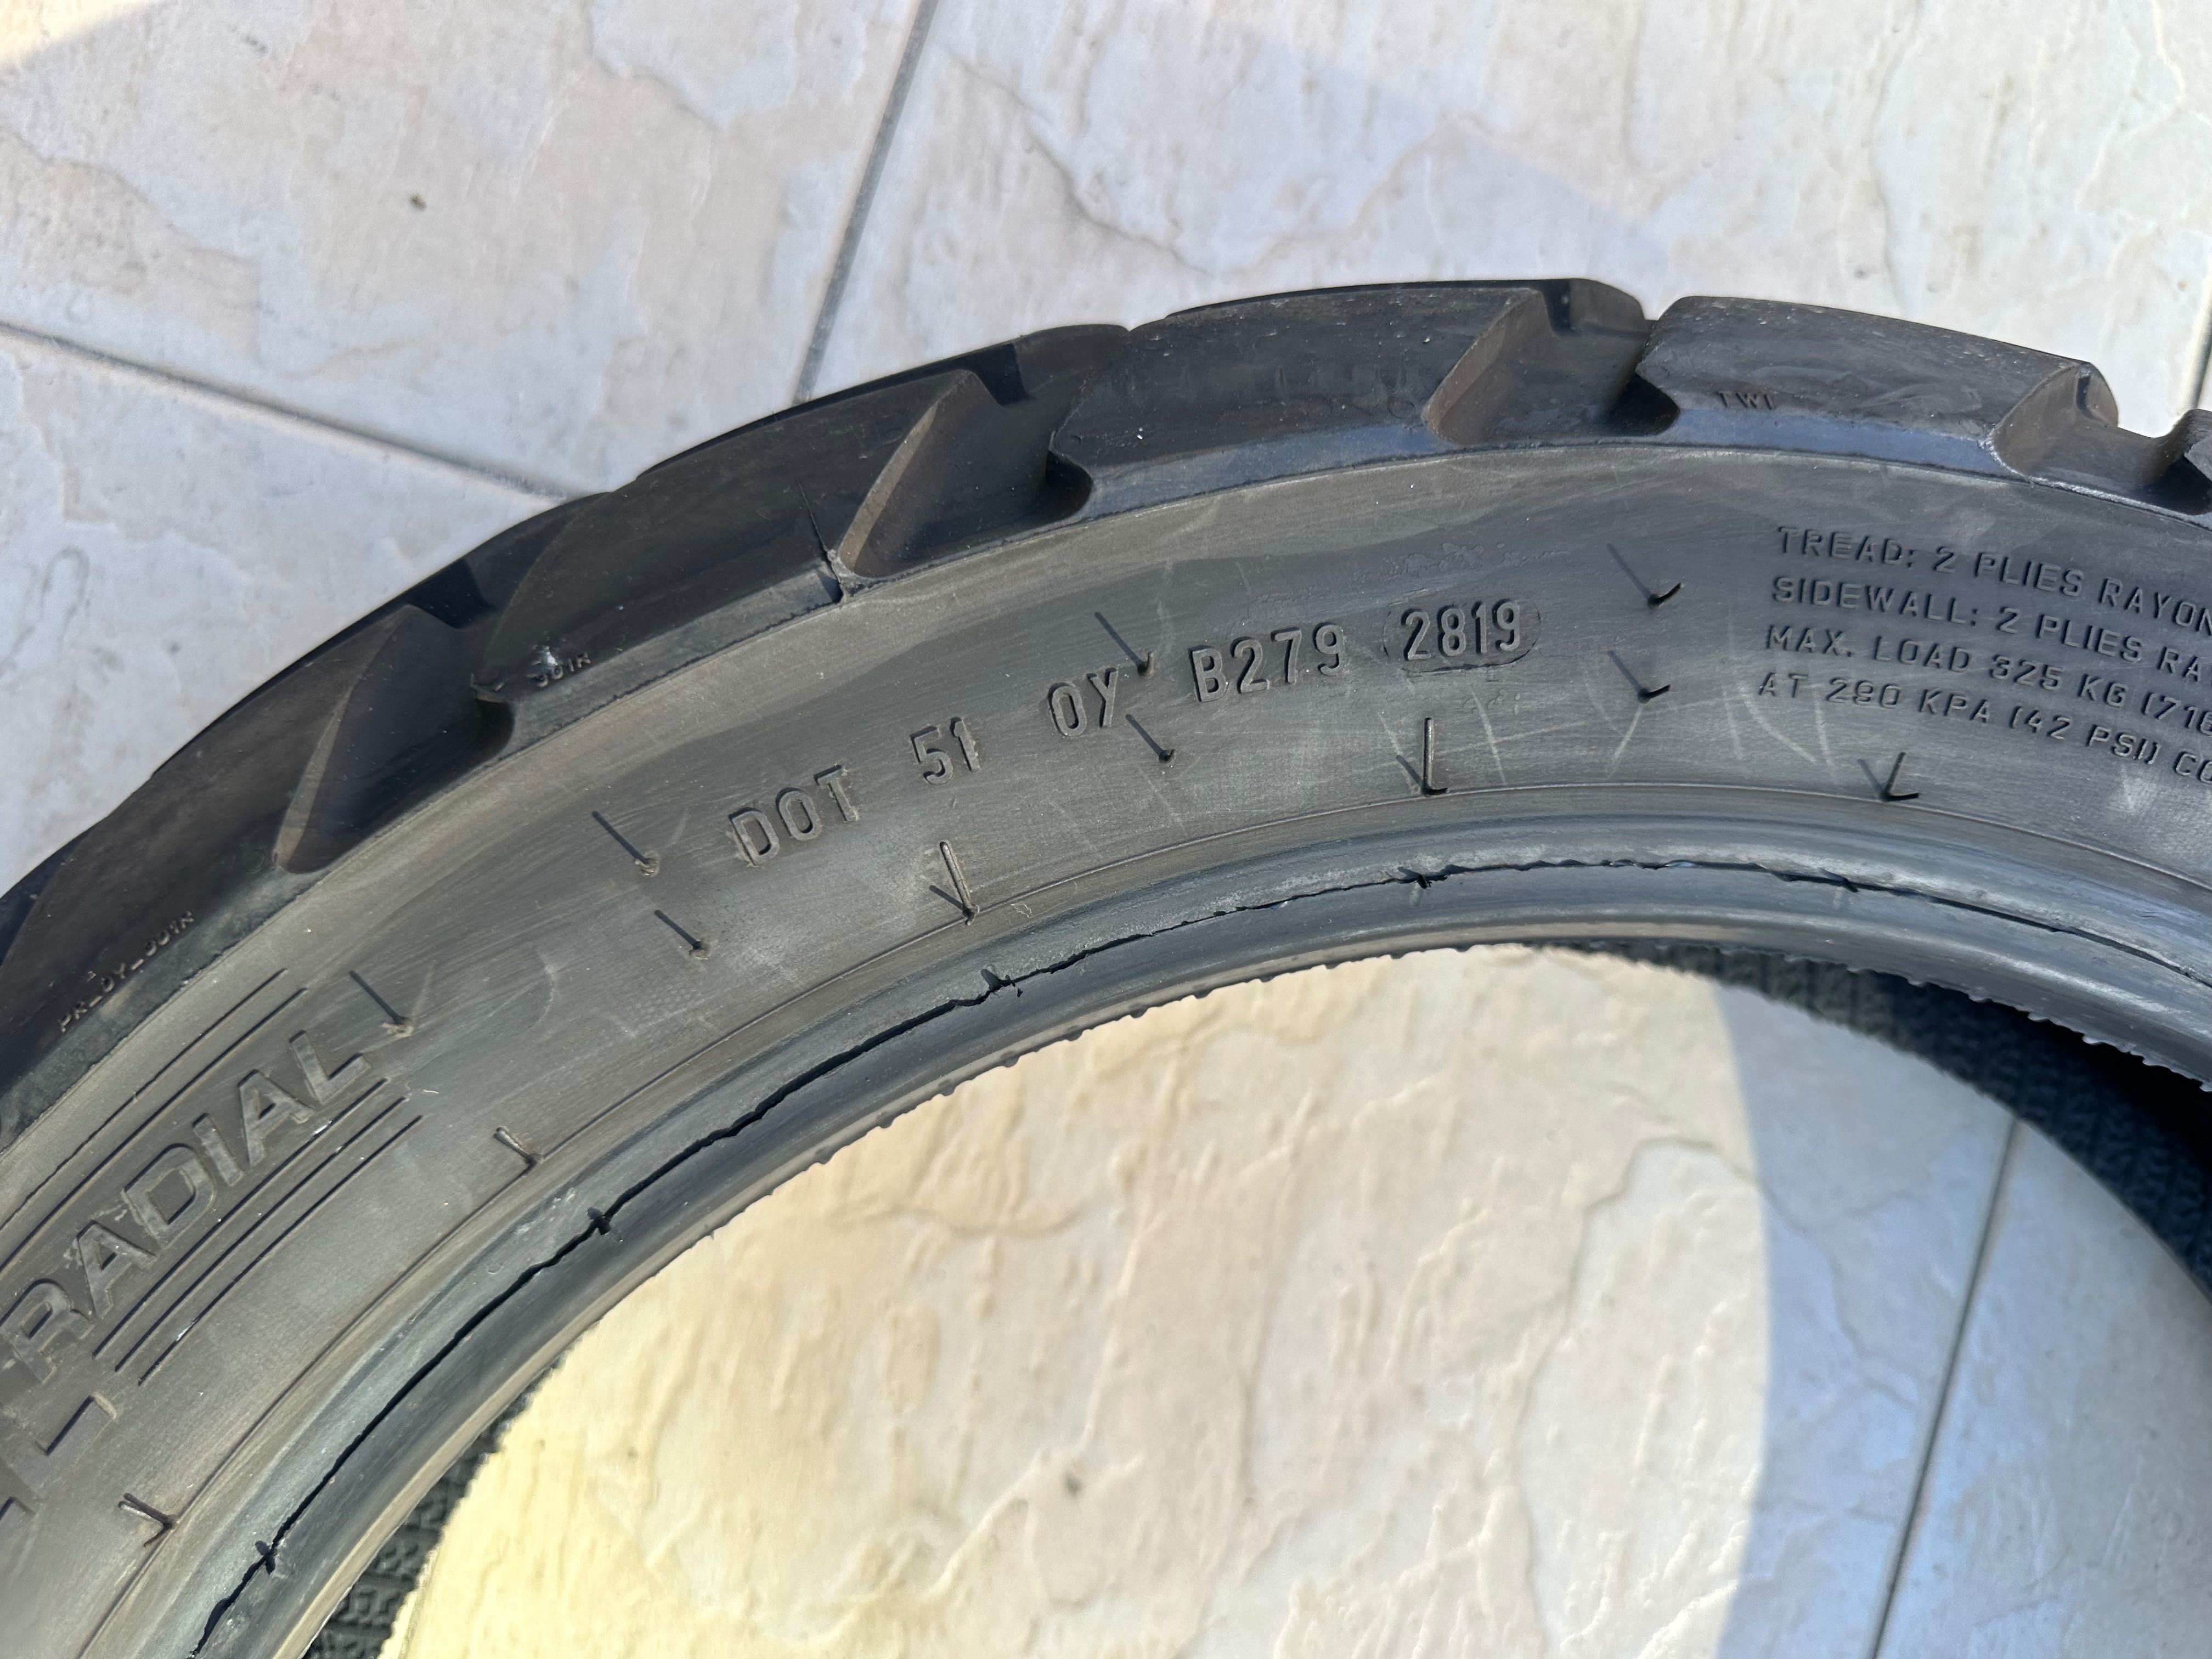 TWI
TREAD: 2 PLIES RAYON
SIDEWALL: 2 PLIES RA
MAX. LOAD 325 KG (716
AT 290 KPA (42 PSI) CO
DOT 51 0Y B279 2819
RADIAL